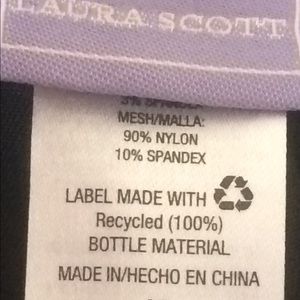 LAURA SCOTT
MESH/MALLA:
90% NYLON
10% SPANDEX
LABEL MADE WITH
Recycled (100%)
BOTTLE MATERIAL
MADE IN/HECHO EN CHINA